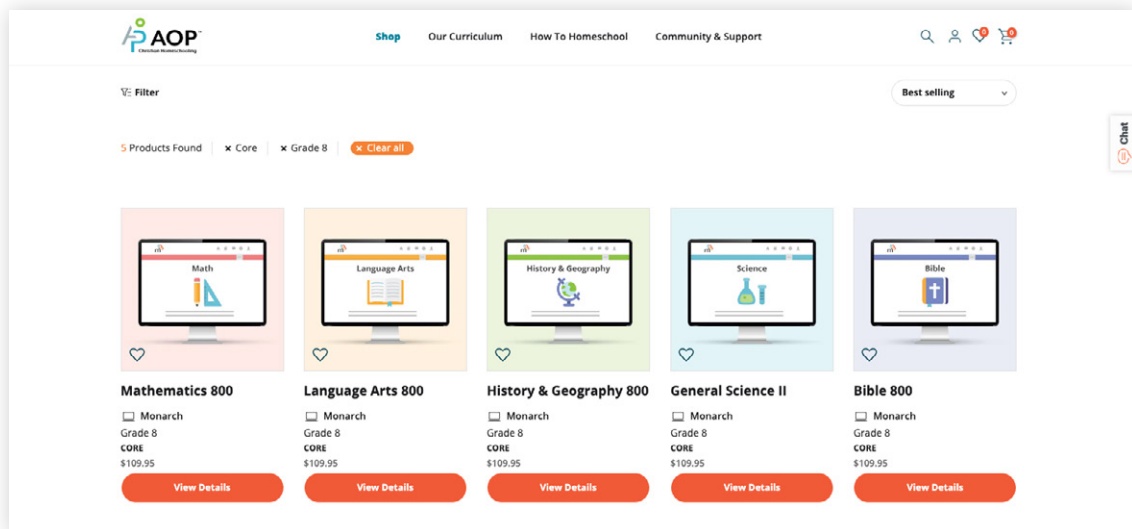 AOP
Christian Homeschooling
Shop
Our Curriculum
How To Homeschool
Community & Support
0
0
Filter
Best selling
Chat
5 Products Found
× Core
× Grade 8
× Clear all
Math
Language Arts
History & Geography
Science
Bible
Mathematics 800
Monarch
Grade 8
CORE
$109.95
View Details
Language Arts 800
Monarch
Grade 8
CORE
$109.95
View Details
History & Geography 800
Monarch
Grade 8
CORE
$109.95
View Details
General Science II
Monarch
Grade 8
CORE
$109.95
View Details
Bible 800
Monarch
Grade 8
CORE
$109.95
View Details